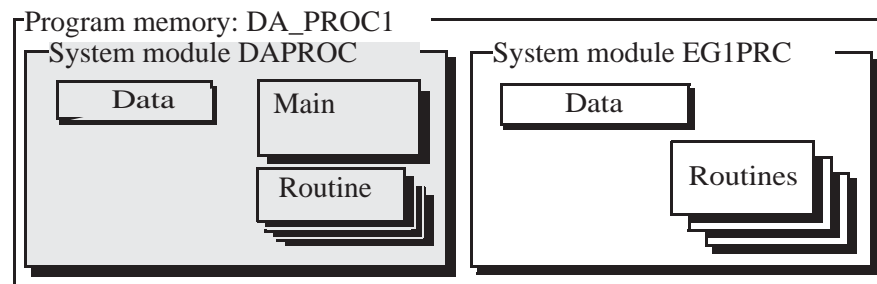 Program memory: DA_PROC1
System module DAPROC
Data
Main
Routine
System module EG1PRC
Data
Routines